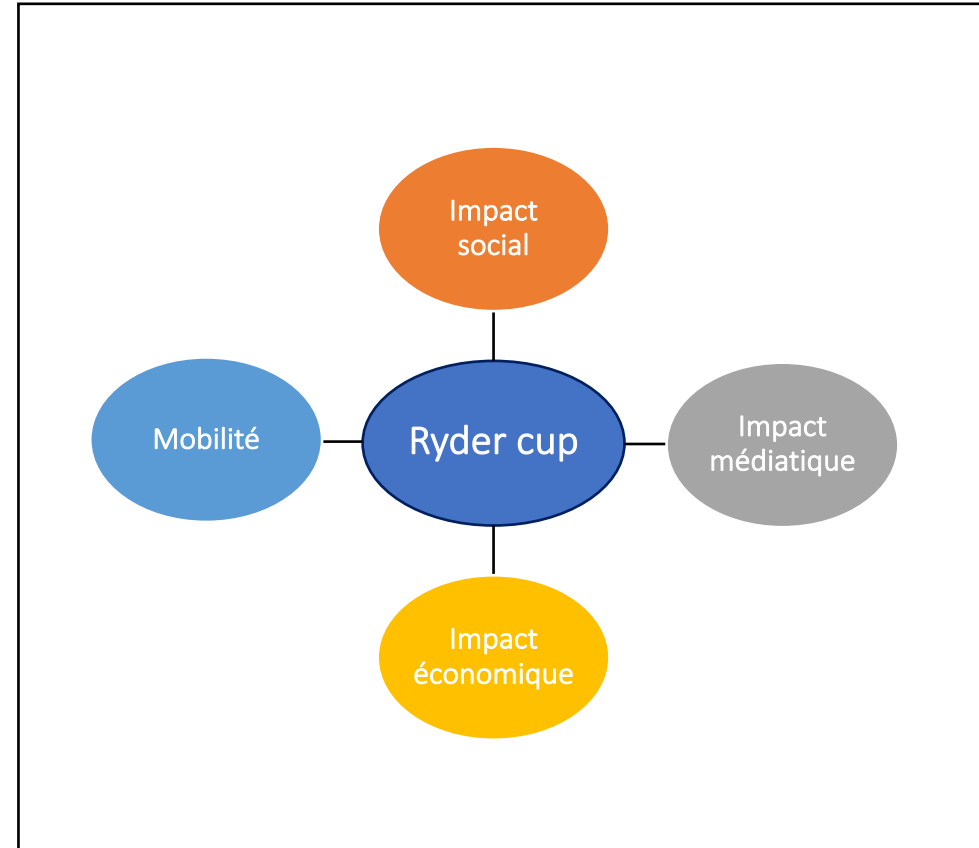 Impact
social
Mobilité
Ryder cup
Impact
médiatique
Impact
économique